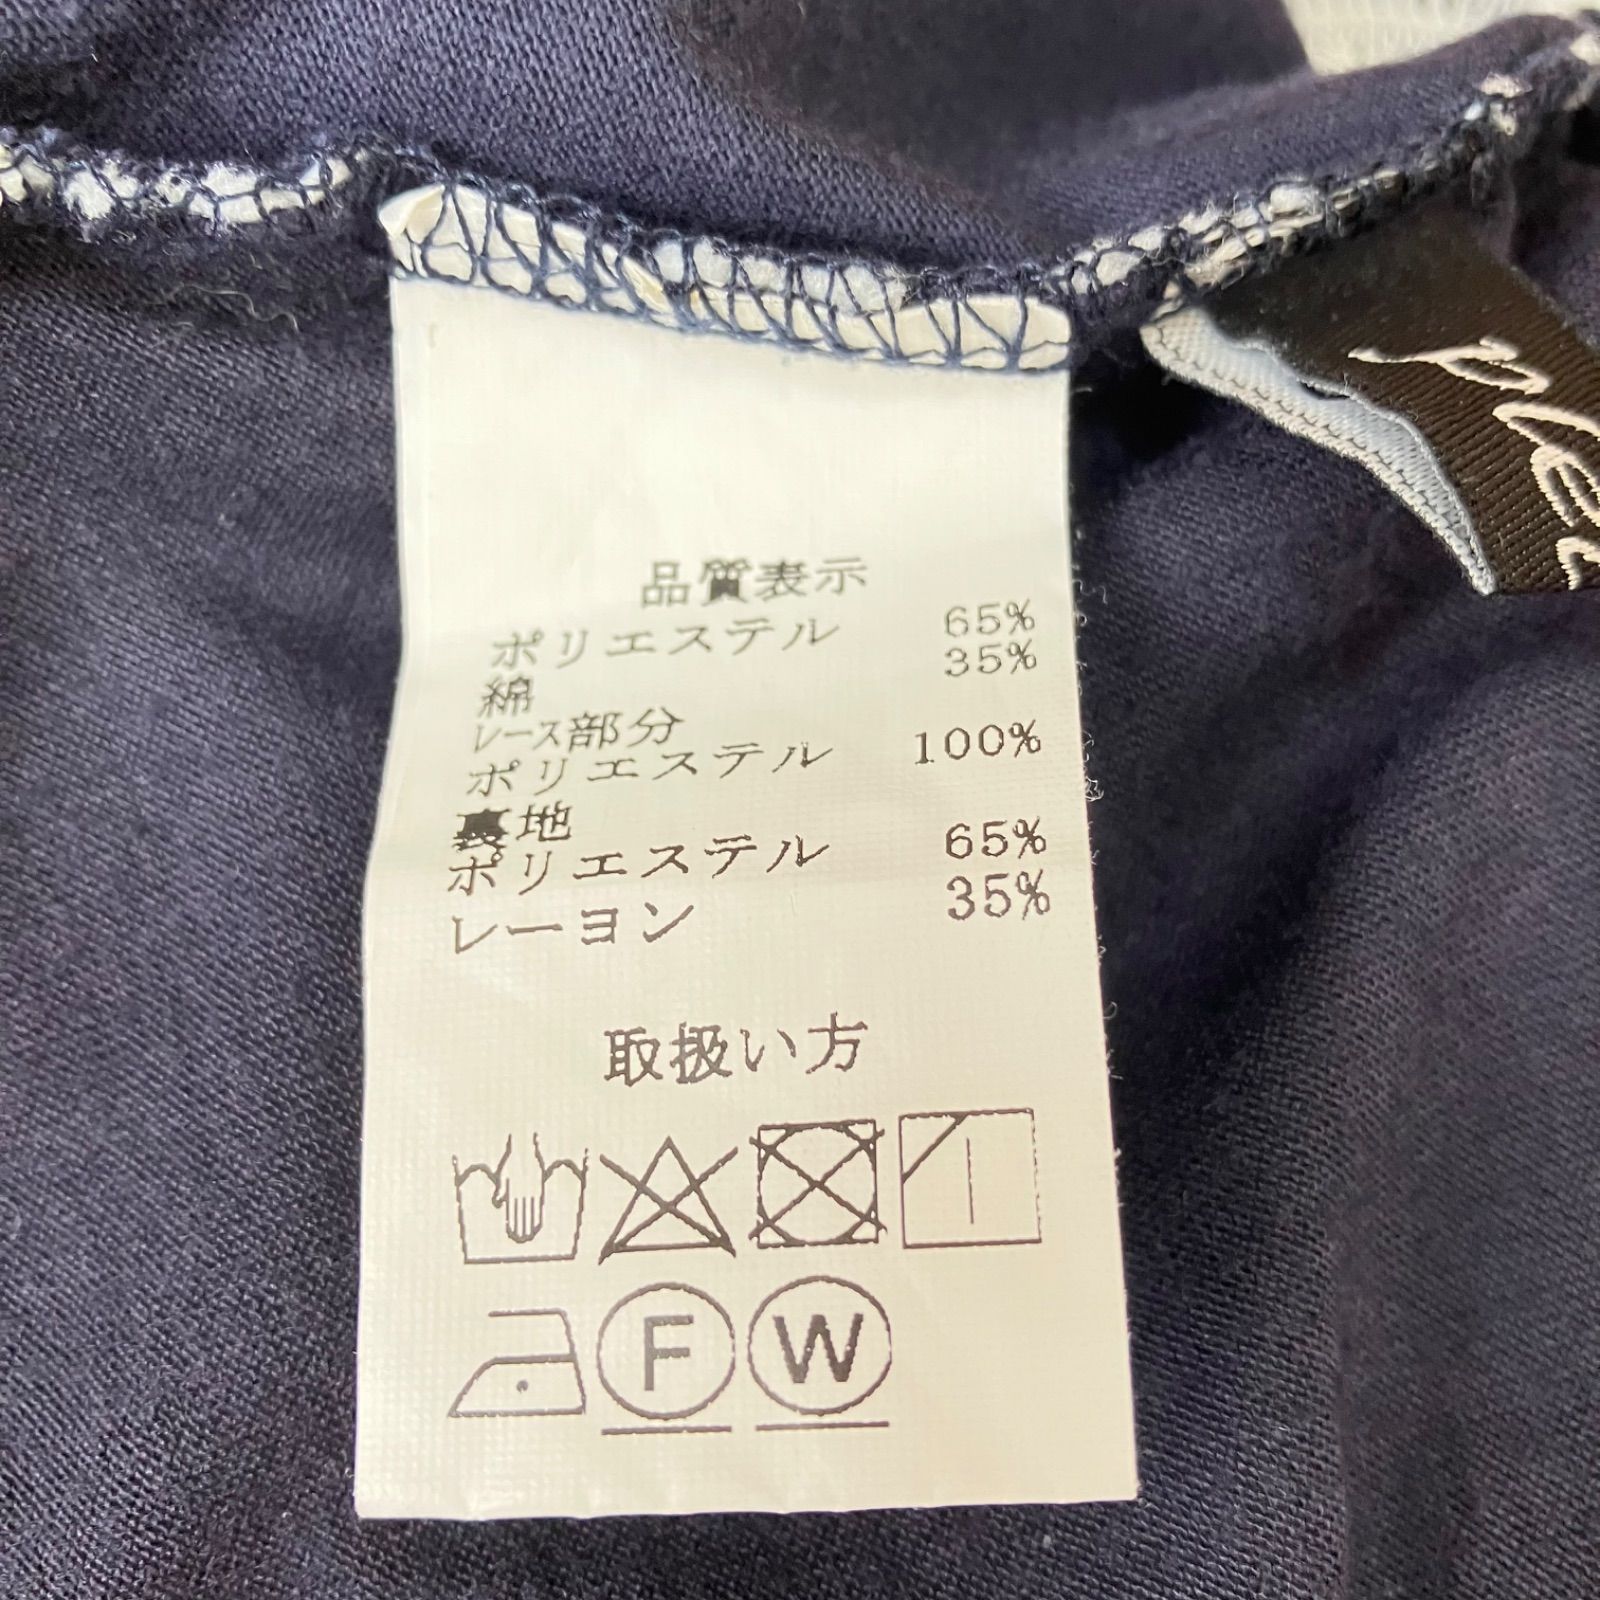 品質表示
ポリエステル 65%
綿 35%
レース部分
ポリエステル 100%
裏地
ポリエステル 65%
レーヨン 35%
取扱い方
F W